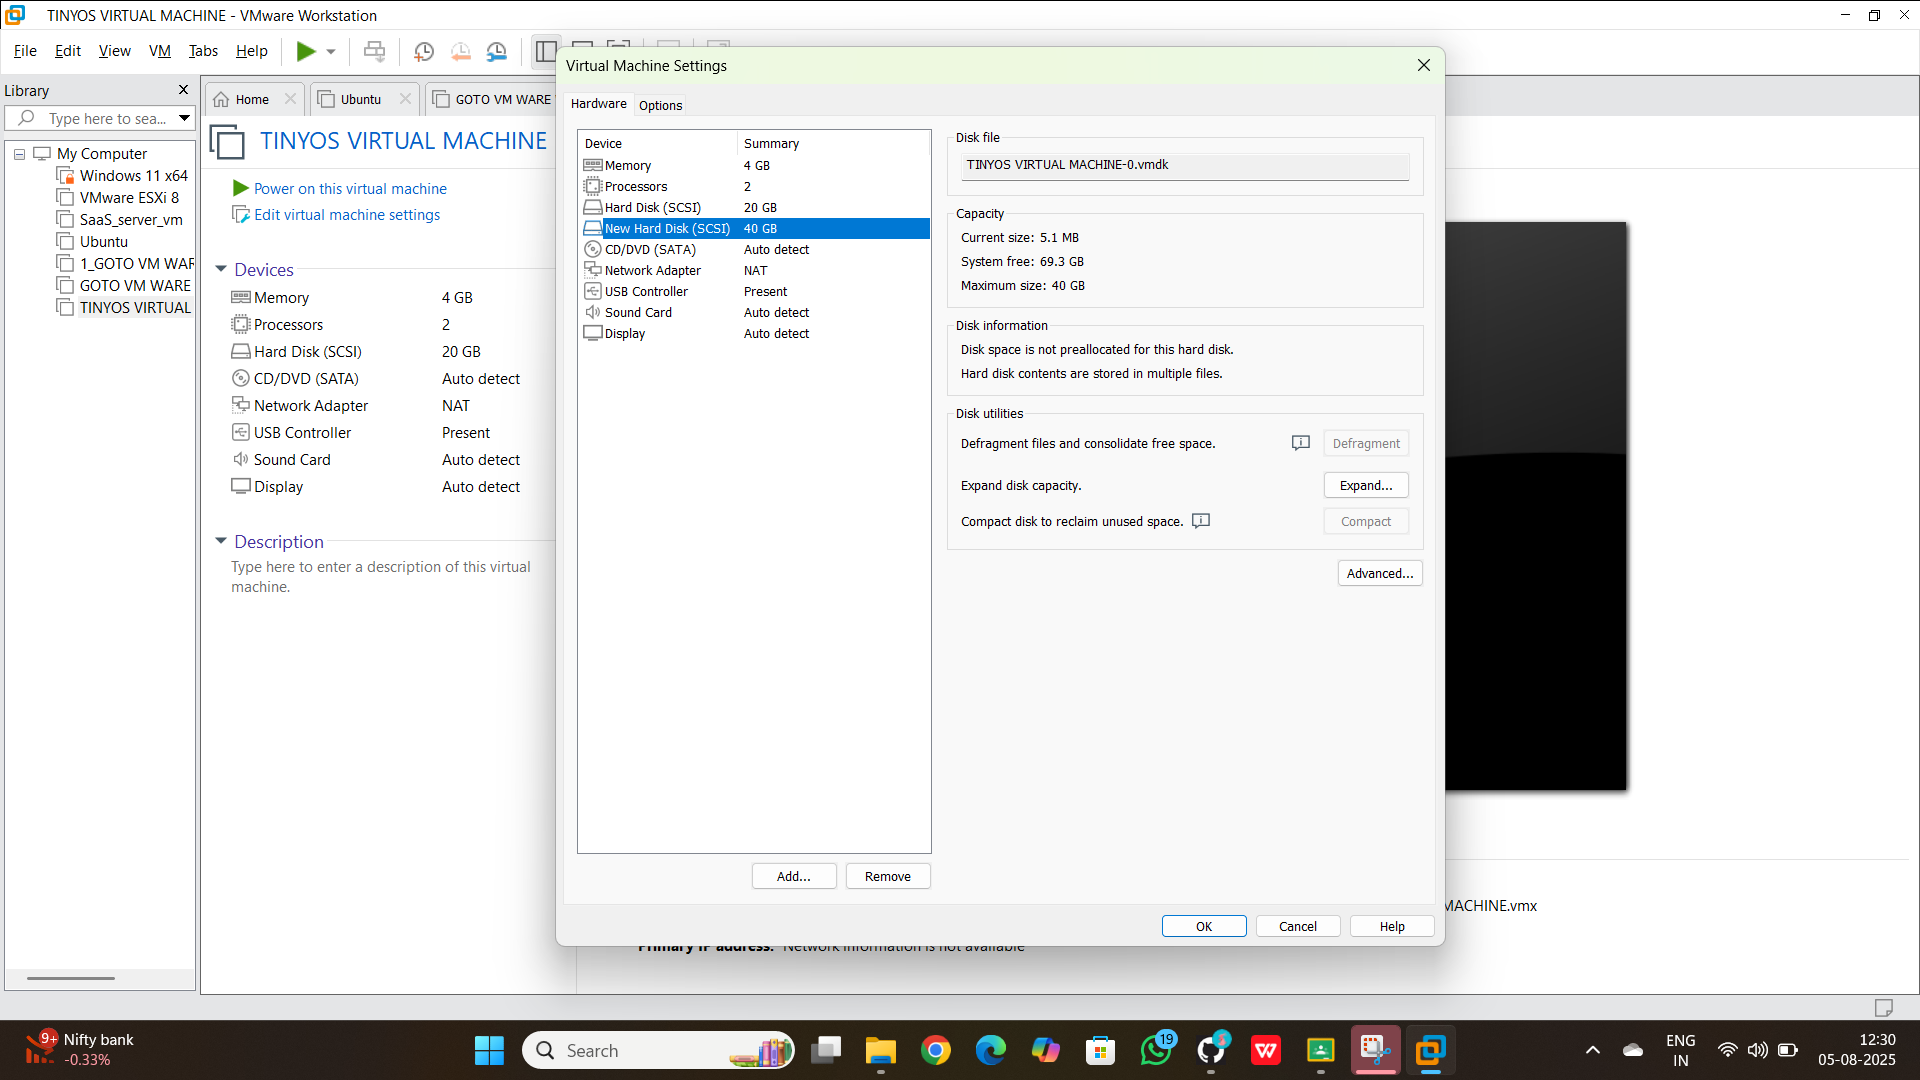 TINYOS VIRTUAL MACHINE - VMware Workstation
File Edit View VM Tabs Help
Library
Type here to sea...
My Computer
Windows 11 x64
VMware ESXi 8
SaaS_server_vm
Ubuntu
1_GOTO VM WAR
GOTO VM WARE
TINYOS VIRTUAL
Home
Ubuntu
GOTO VM WARE
TINYOS VIRTUAL MACHINE
Power on this virtual machine
Edit virtual machine settings
Devices
Memory 4 GB
Processors 2
Hard Disk (SCSI) 20 GB
CD/DVD (SATA) Auto detect
Network Adapter NAT
USB Controller Present
Sound Card Auto detect
Display Auto detect
Description
Type here to enter a description of this virtual
machine.
Virtual Machine Settings
Hardware Options
Device Summary
Memory 4 GB
Processors 2
Hard Disk (SCSI) 20 GB
New Hard Disk (SCSI) 40 GB
CD/DVD (SATA) Auto detect
Network Adapter NAT
USB Controller Present
Sound Card Auto detect
Display Auto detect
Add... Remove
Disk file
TINYOS VIRTUAL MACHINE-0.vmdk
Capacity
Current size: 5.1 MB
System free: 69.3 GB
Maximum size: 40 GB
Disk information
Disk space is not preallocated for this hard disk.
Hard disk contents are stored in multiple files.
Disk utilities
Defragment files and consolidate free space. Defragment
Expand disk capacity. Expand...
Compact disk to reclaim unused space. Compact
Advanced...
OK Cancel Help
MACHINE.vmx
Primary IP address: Network information is not available
9+ Nifty bank
-0.33%
Search
19
3
W
ENG
IN
12:30
05-08-2025